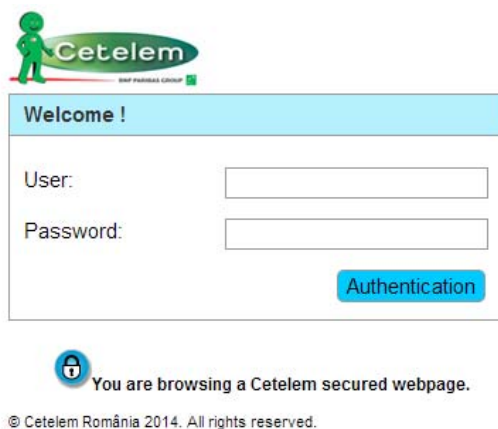 Cetelem
BNP PARIBAS GROUP
Welcome !
User:
Password:
Authentication
You are browsing a Cetelem secured webpage.
© Cetelem România 2014. All rights reserved.